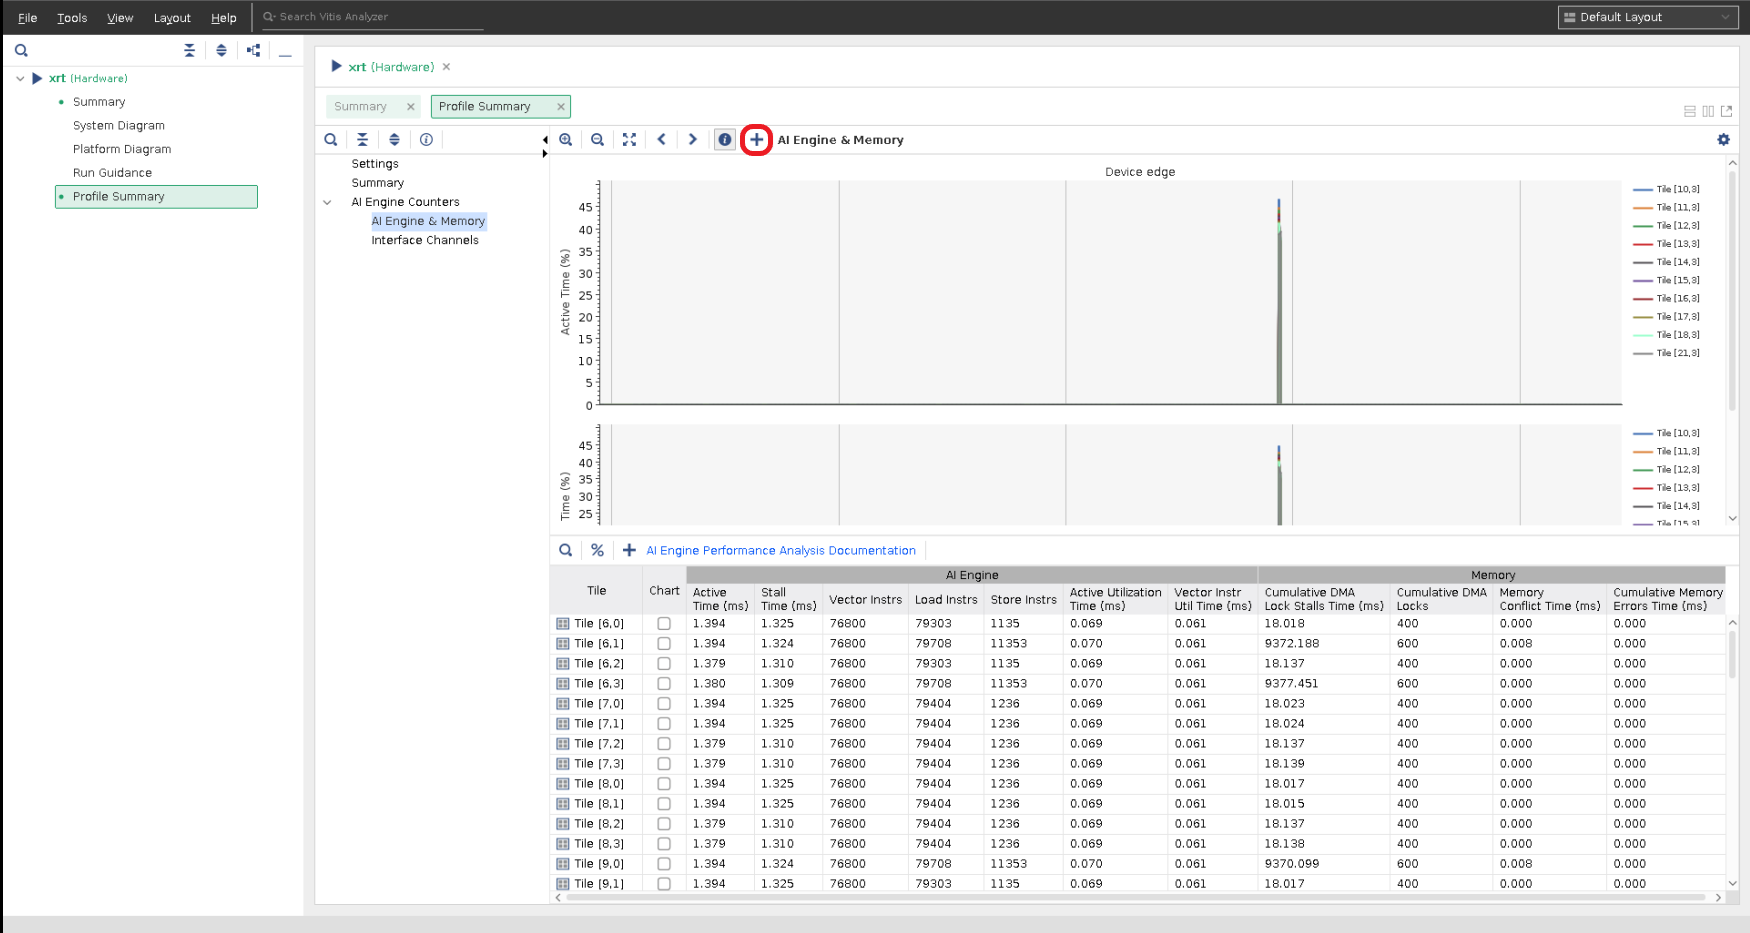 File Tools View Layout Help Search Vitis Analyzer Default Layout
xrt (Hardware)
Summary
System Diagram
Platform Diagram
Run Guidance
Profile Summary
xrt (Hardware)
Summary Profile Summary
Settings
Summary
AI Engine Counters
AI Engine & Memory
Interface Channels
AI Engine & Memory
Device edge
Active Time (%)
45
40
35
30
25
20
15
10
5
0
Tile [10,3]
Tile [11,3]
Tile [12,3]
Tile [13,3]
Tile [14,3]
Tile [15,3]
Tile [16,3]
Tile [17,3]
Tile [18,3]
Tile [21,3]
Time (%)
45
40
35
30
25
Tile [10,3]
Tile [11,3]
Tile [12,3]
Tile [13,3]
Tile [14,3]
Tile [15,3]
% AI Engine Performance Analysis Documentation
AI Engine Memory
Tile Chart Active Time (ms) Stall Time (ms) Vector Instrs Load Instrs Store Instrs Active Utilization Time (ms) Vector Instr Util Time (ms) Cumulative DMA Lock Stalls Time (ms) Cumulative DMA Locks Memory Conflict Time (ms) Cumulative Memory Errors Time (ms)
Tile [6,0] 1.394 1.325 76800 79303 1135 0.069 0.061 18.018 400 0.000 0.000
Tile [6,1] 1.394 1.324 76800 79708 11353 0.070 0.061 9372.188 600 0.008 0.000
Tile [6,2] 1.379 1.310 76800 79303 1135 0.069 0.061 18.137 400 0.000 0.000
Tile [6,3] 1.380 1.309 76800 79708 11353 0.070 0.061 9377.451 600 0.000 0.000
Tile [7,0] 1.394 1.325 76800 79404 1236 0.069 0.061 18.023 400 0.000 0.000
Tile [7,1] 1.394 1.325 76800 79404 1236 0.069 0.061 18.024 400 0.000 0.000
Tile [7,2] 1.379 1.310 76800 79404 1236 0.069 0.061 18.137 400 0.000 0.000
Tile [7,3] 1.379 1.310 76800 79404 1236 0.069 0.061 18.139 400 0.000 0.000
Tile [8,0] 1.394 1.325 76800 79404 1236 0.069 0.061 18.017 400 0.000 0.000
Tile [8,1] 1.394 1.325 76800 79404 1236 0.069 0.061 18.015 400 0.000 0.000
Tile [8,2] 1.379 1.310 76800 79404 1236 0.069 0.061 18.137 400 0.000 0.000
Tile [8,3] 1.379 1.310 76800 79404 1236 0.069 0.061 18.138 400 0.000 0.000
Tile [9,0] 1.394 1.324 76800 79708 11353 0.070 0.061 9370.099 600 0.008 0.000
Tile [9,1] 1.394 1.325 76800 79303 1135 0.069 0.061 18.017 400 0.000 0.000